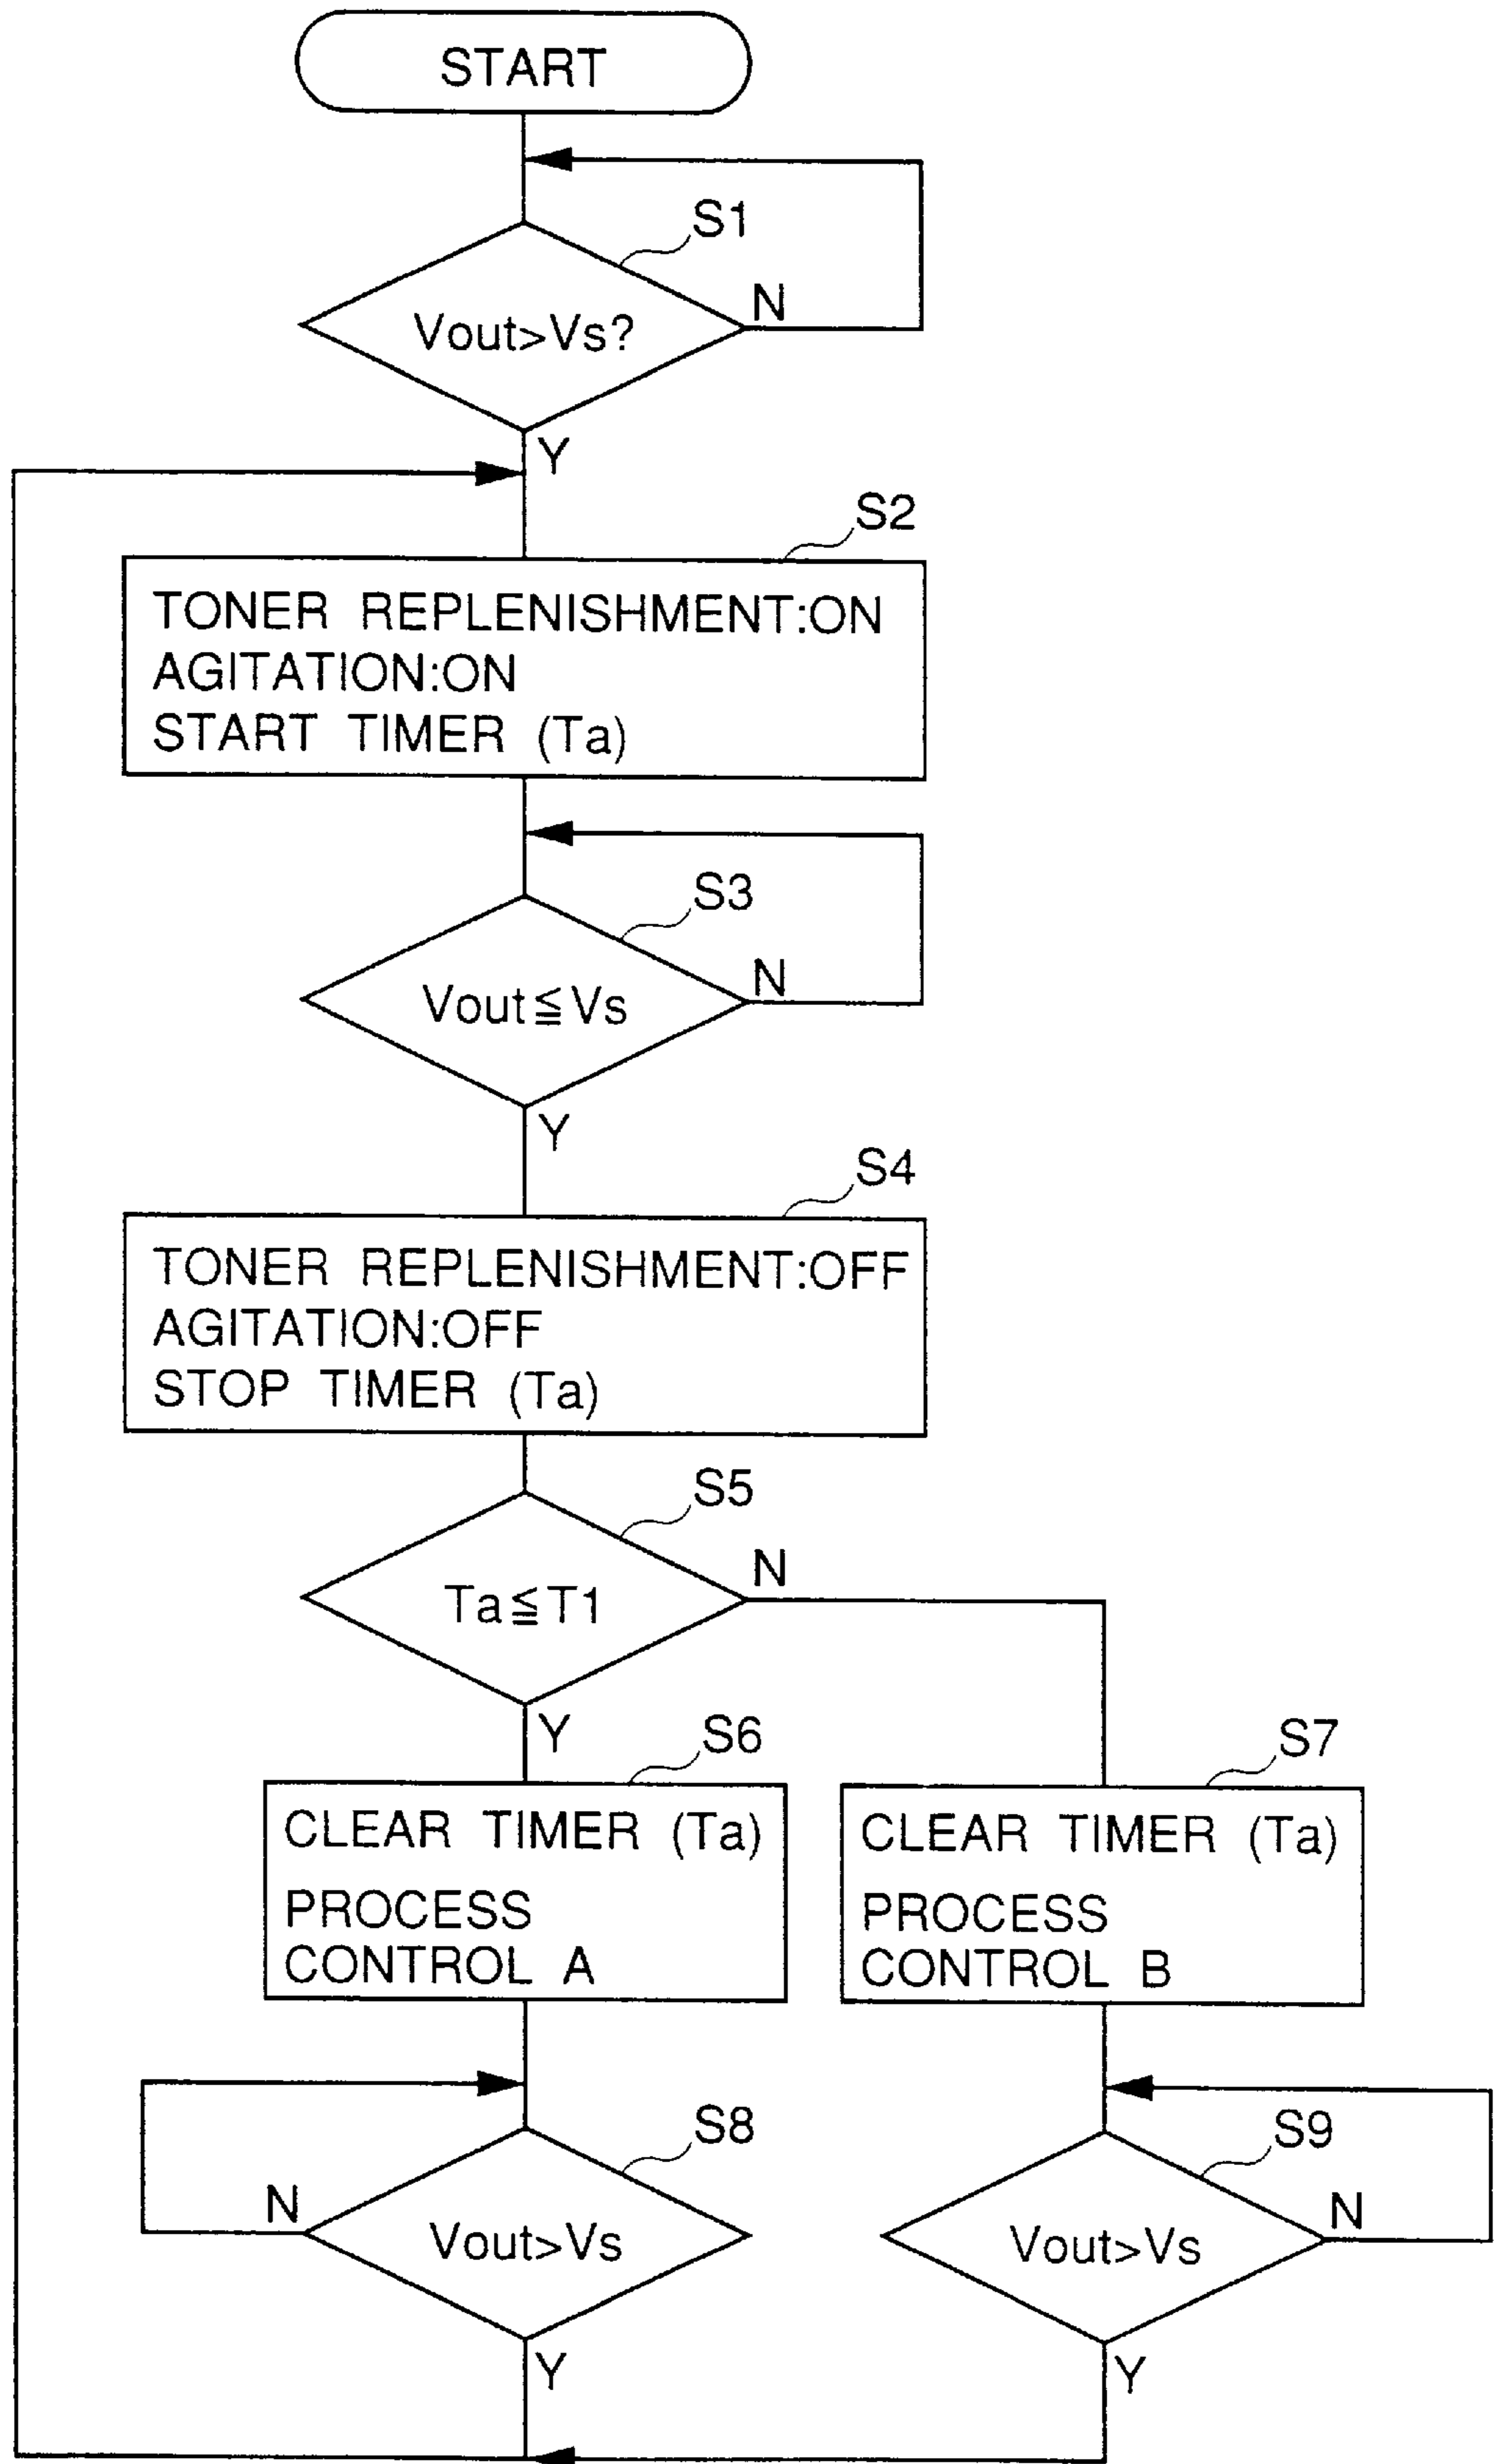 START
S1
Vout>Vs?
N
Y
S2
TONER REPLENISHMENT:ON
AGITATION:ON
START TIMER (Ta)
S3
Vout≦Vs
N
Y
S4
TONER REPLENISHMENT:OFF
AGITATION:OFF
STOP TIMER (Ta)
S5
Ta≦T1
N
Y
S6
CLEAR TIMER (Ta)
PROCESS
CONTROL A
S7
CLEAR TIMER (Ta)
PROCESS
CONTROL B
S8
Vout>Vs
N
Y
S9
Vout>Vs
N
Y